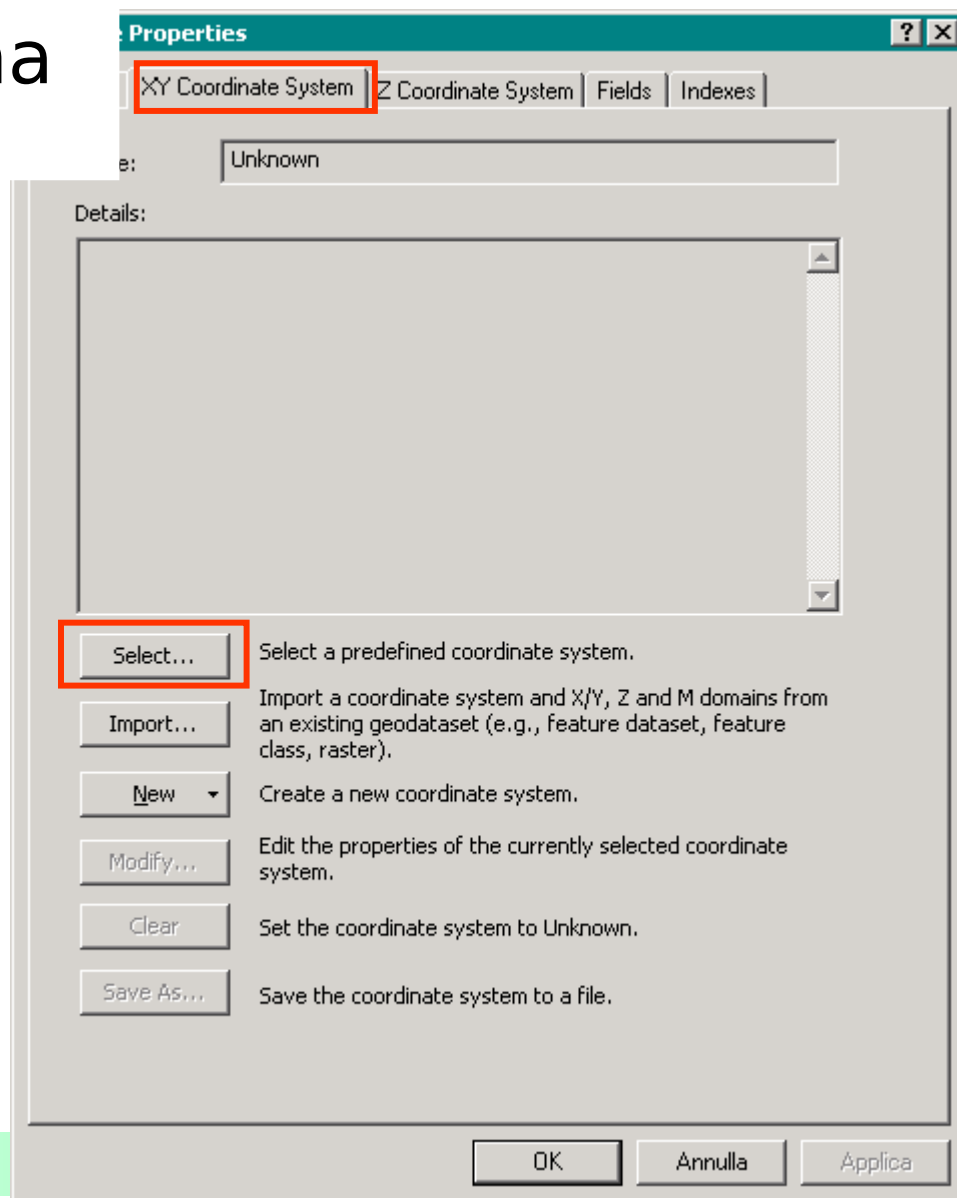 na
Properties
XY Coordinate System
Z Coordinate System
Fields
Indexes
e:
Unknown
Details:
Select...
Select a predefined coordinate system.
Import...
Import a coordinate system and X/Y, Z and M domains from
an existing geodataset (e.g., feature dataset, feature
class, raster).
New
Create a new coordinate system.
Modify...
Edit the properties of the currently selected coordinate
system.
Clear
Set the coordinate system to Unknown.
Save As...
Save the coordinate system to a file.
OK
Annulla
Applica